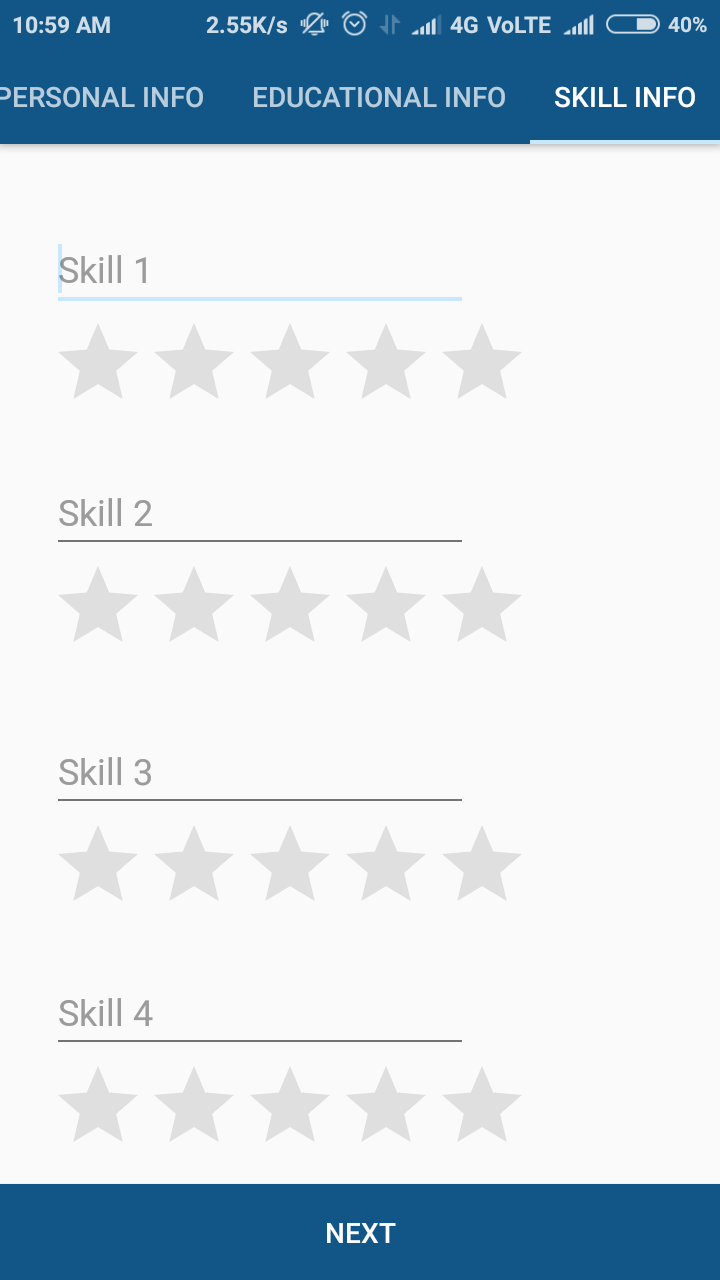 10:59 AM 2.55K/s 4G VoLTE 40%
PERSONAL INFO EDUCATIONAL INFO SKILL INFO
Skill 1
Skill 2
Skill 3
Skill 4
NEXT